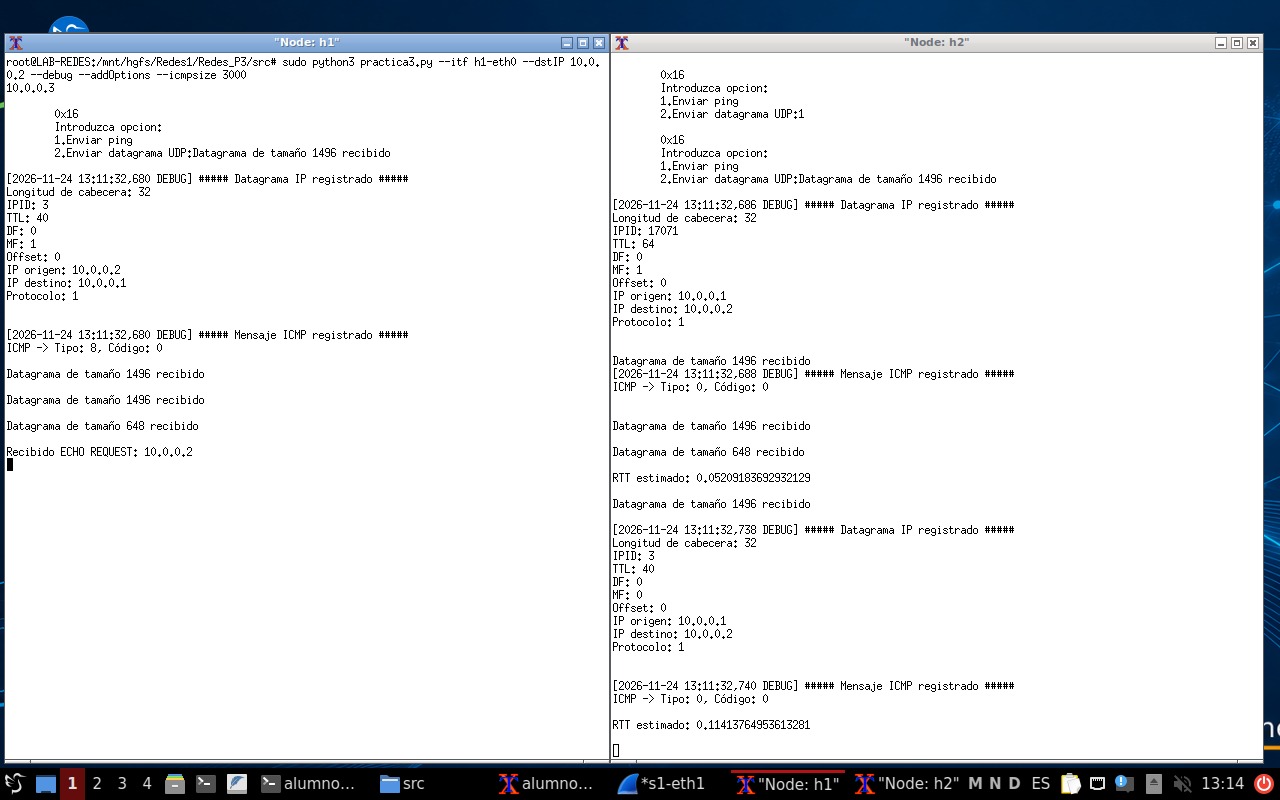 "Node: h1"
root@LAB-REDES:/mnt/hgfs/Redes1/Redes_P3/src# sudo python3 practica3.py --itf h1-eth0 --dstIP 10.0.
0.2 --debug --addOptions --icmpsize 3000
10.0.0.3
0x16
Introduzca opcion:
1.Enviar ping
2.Enviar datagrama UDP:Datagrama de tamaño 1496 recibido
[2026-11-24 13:11:32,680 DEBUG] ##### Datagrama IP registrado #####
Longitud de cabecera: 32
IPID: 3
TTL: 40
DF: 0
MF: 1
Offset: 0
IP origen: 10.0.0.2
IP destino: 10.0.0.1
Protocolo: 1
[2026-11-24 13:11:32,680 DEBUG] ##### Mensaje ICMP registrado #####
ICMP -> Tipo: 8, Código: 0
Datagrama de tamaño 1496 recibido
Datagrama de tamaño 1496 recibido
Datagrama de tamaño 648 recibido
Recibido ECHO REQUEST: 10.0.0.2
"Node: h2"
0x16
Introduzca opcion:
1.Enviar ping
2.Enviar datagrama UDP:1
0x16
Introduzca opcion:
1.Enviar ping
2.Enviar datagrama UDP:Datagrama de tamaño 1496 recibido
[2026-11-24 13:11:32,686 DEBUG] ##### Datagrama IP registrado #####
Longitud de cabecera: 32
IPID: 17071
TTL: 64
DF: 0
MF: 1
Offset: 0
IP origen: 10.0.0.1
IP destino: 10.0.0.2
Protocolo: 1
Datagrama de tamaño 1496 recibido
[2026-11-24 13:11:32,688 DEBUG] ##### Mensaje ICMP registrado #####
ICMP -> Tipo: 0, Código: 0
Datagrama de tamaño 1496 recibido
Datagrama de tamaño 648 recibido
RTT estimado: 0.05209183692932129
Datagrama de tamaño 1496 recibido
[2026-11-24 13:11:32,738 DEBUG] ##### Datagrama IP registrado #####
Longitud de cabecera: 32
IPID: 3
TTL: 40
DF: 0
MF: 0
Offset: 0
IP origen: 10.0.0.1
IP destino: 10.0.0.2
Protocolo: 1
[2026-11-24 13:11:32,740 DEBUG] ##### Mensaje ICMP registrado #####
ICMP -> Tipo: 0, Código: 0
RTT estimado: 0.11413764953613281
1 2 3 4 alumno... src alumno... *s1-eth1 "Node: h1" "Node: h2" M N D ES 13:14